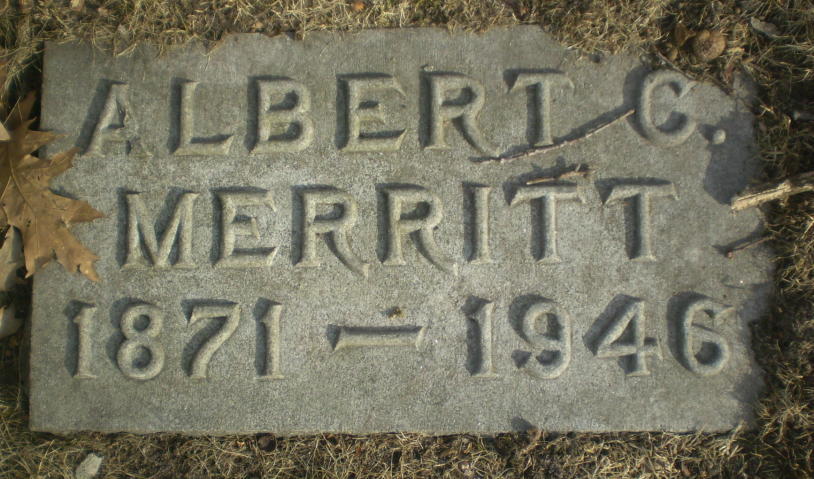 ALBERT C.
MERRITT
1871 — 1946